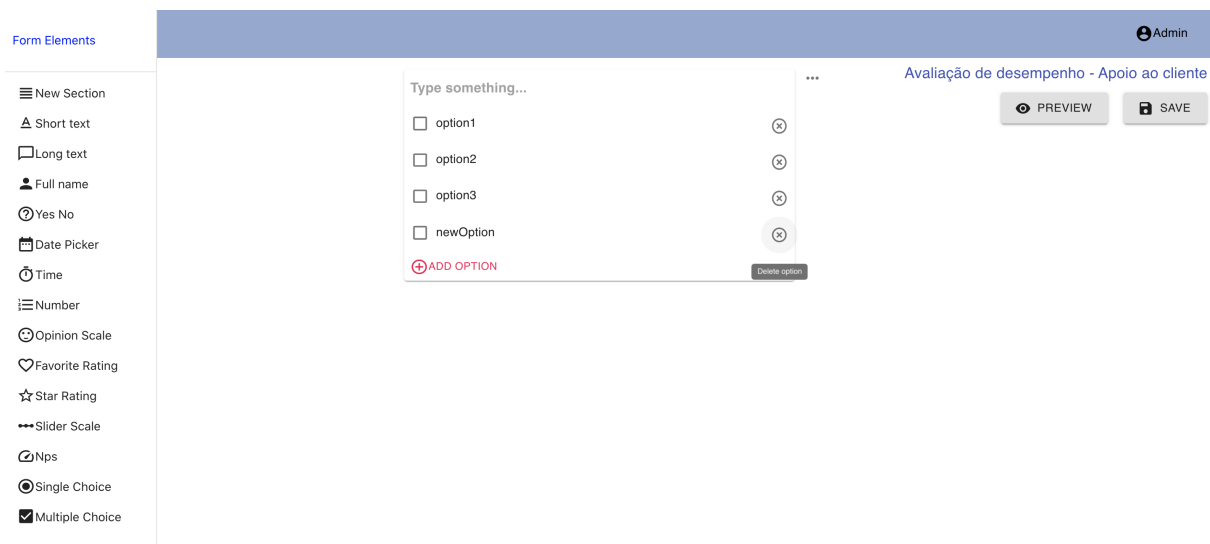 Form Elements
New Section
Short text
Long text
Full name
Yes No
Date Picker
Time
Number
Opinion Scale
Favorite Rating
Star Rating
Slider Scale
Nps
Single Choice
Multiple Choice
Admin
Avaliação de desempenho - Apoio ao cliente
PREVIEW
SAVE
Type something...
option1
option2
option3
newOption
ADD OPTION
Delete option